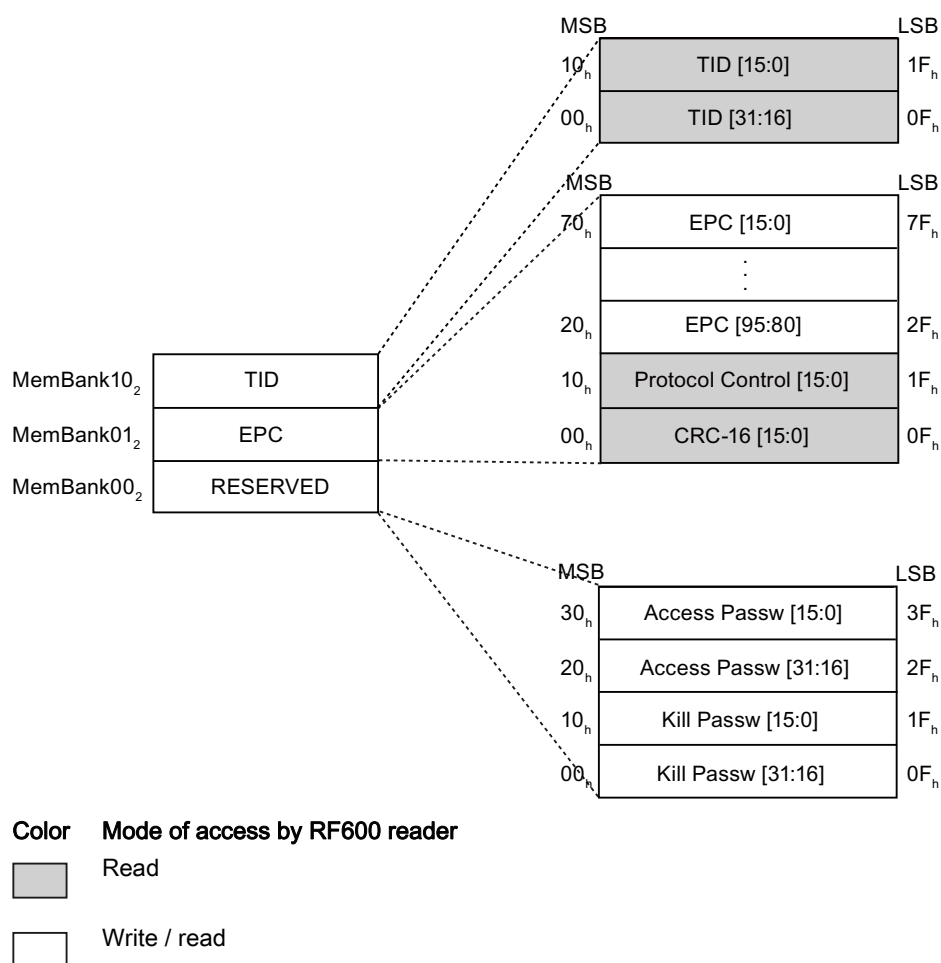 MSB LSB
10h TID [15:0] 1Fh
00h TID [31:16] 0Fh
MSB LSB
70h EPC [15:0] 7Fh
20h EPC [95:80] 2Fh
10h Protocol Control [15:0] 1Fh
00h CRC-16 [15:0] 0Fh
MemBank10₂ TID
MemBank01₂ EPC
MemBank00₂ RESERVED
MSB LSB
30h Access Passw [15:0] 3Fh
20h Access Passw [31:16] 2Fh
10h Kill Passw [15:0] 1Fh
00h Kill Passw [31:16] 0Fh
Color Mode of access by RF600 reader
Read
Write / read